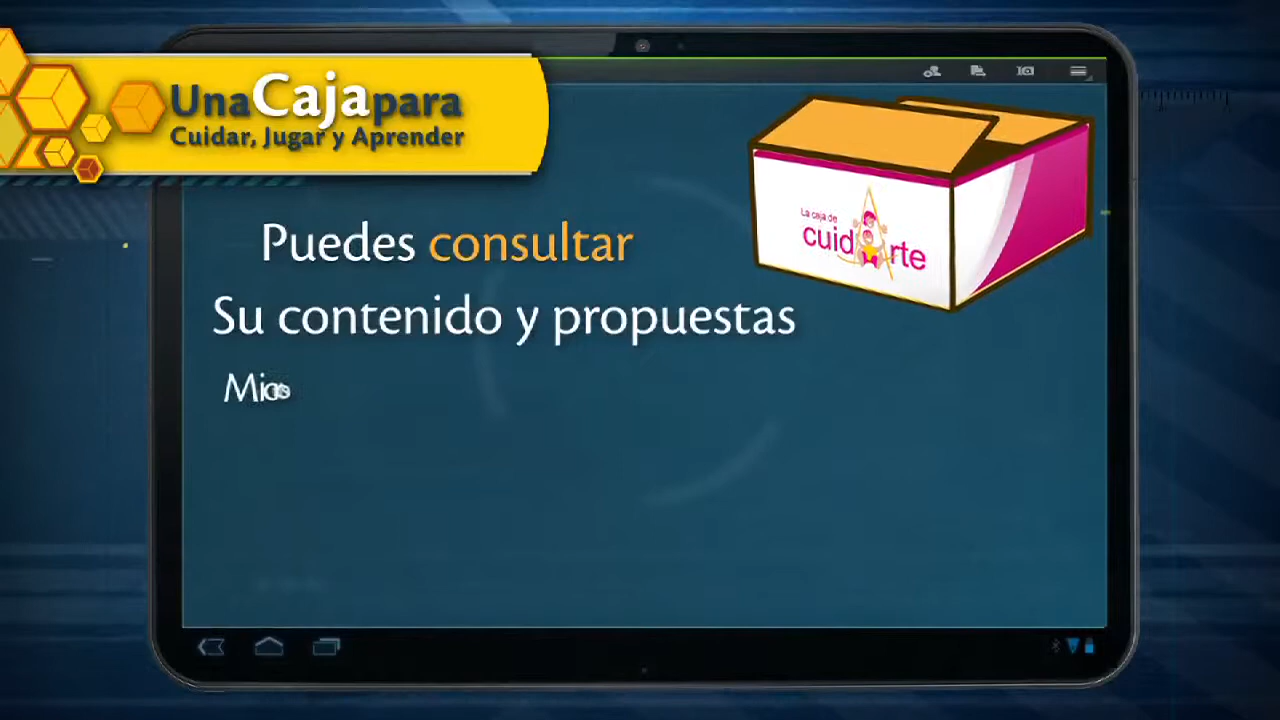 UnaCajapara
Cuidar, Jugar y Aprender
La caja de
cuidArte
Puedes consultar
Su contenido y propuestas